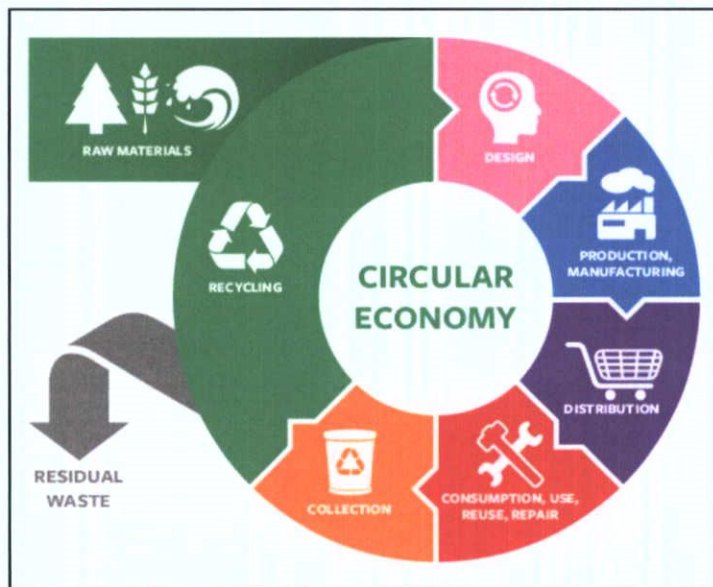 RAW MATERIALS
DESIGN
PRODUCTION,
MANUFACTURING
RECYCLING
CIRCULAR
ECONOMY
DISTRIBUTION
RESIDUAL
WASTE
COLLECTION
CONSUMPTION, USE,
REUSE, REPAIR